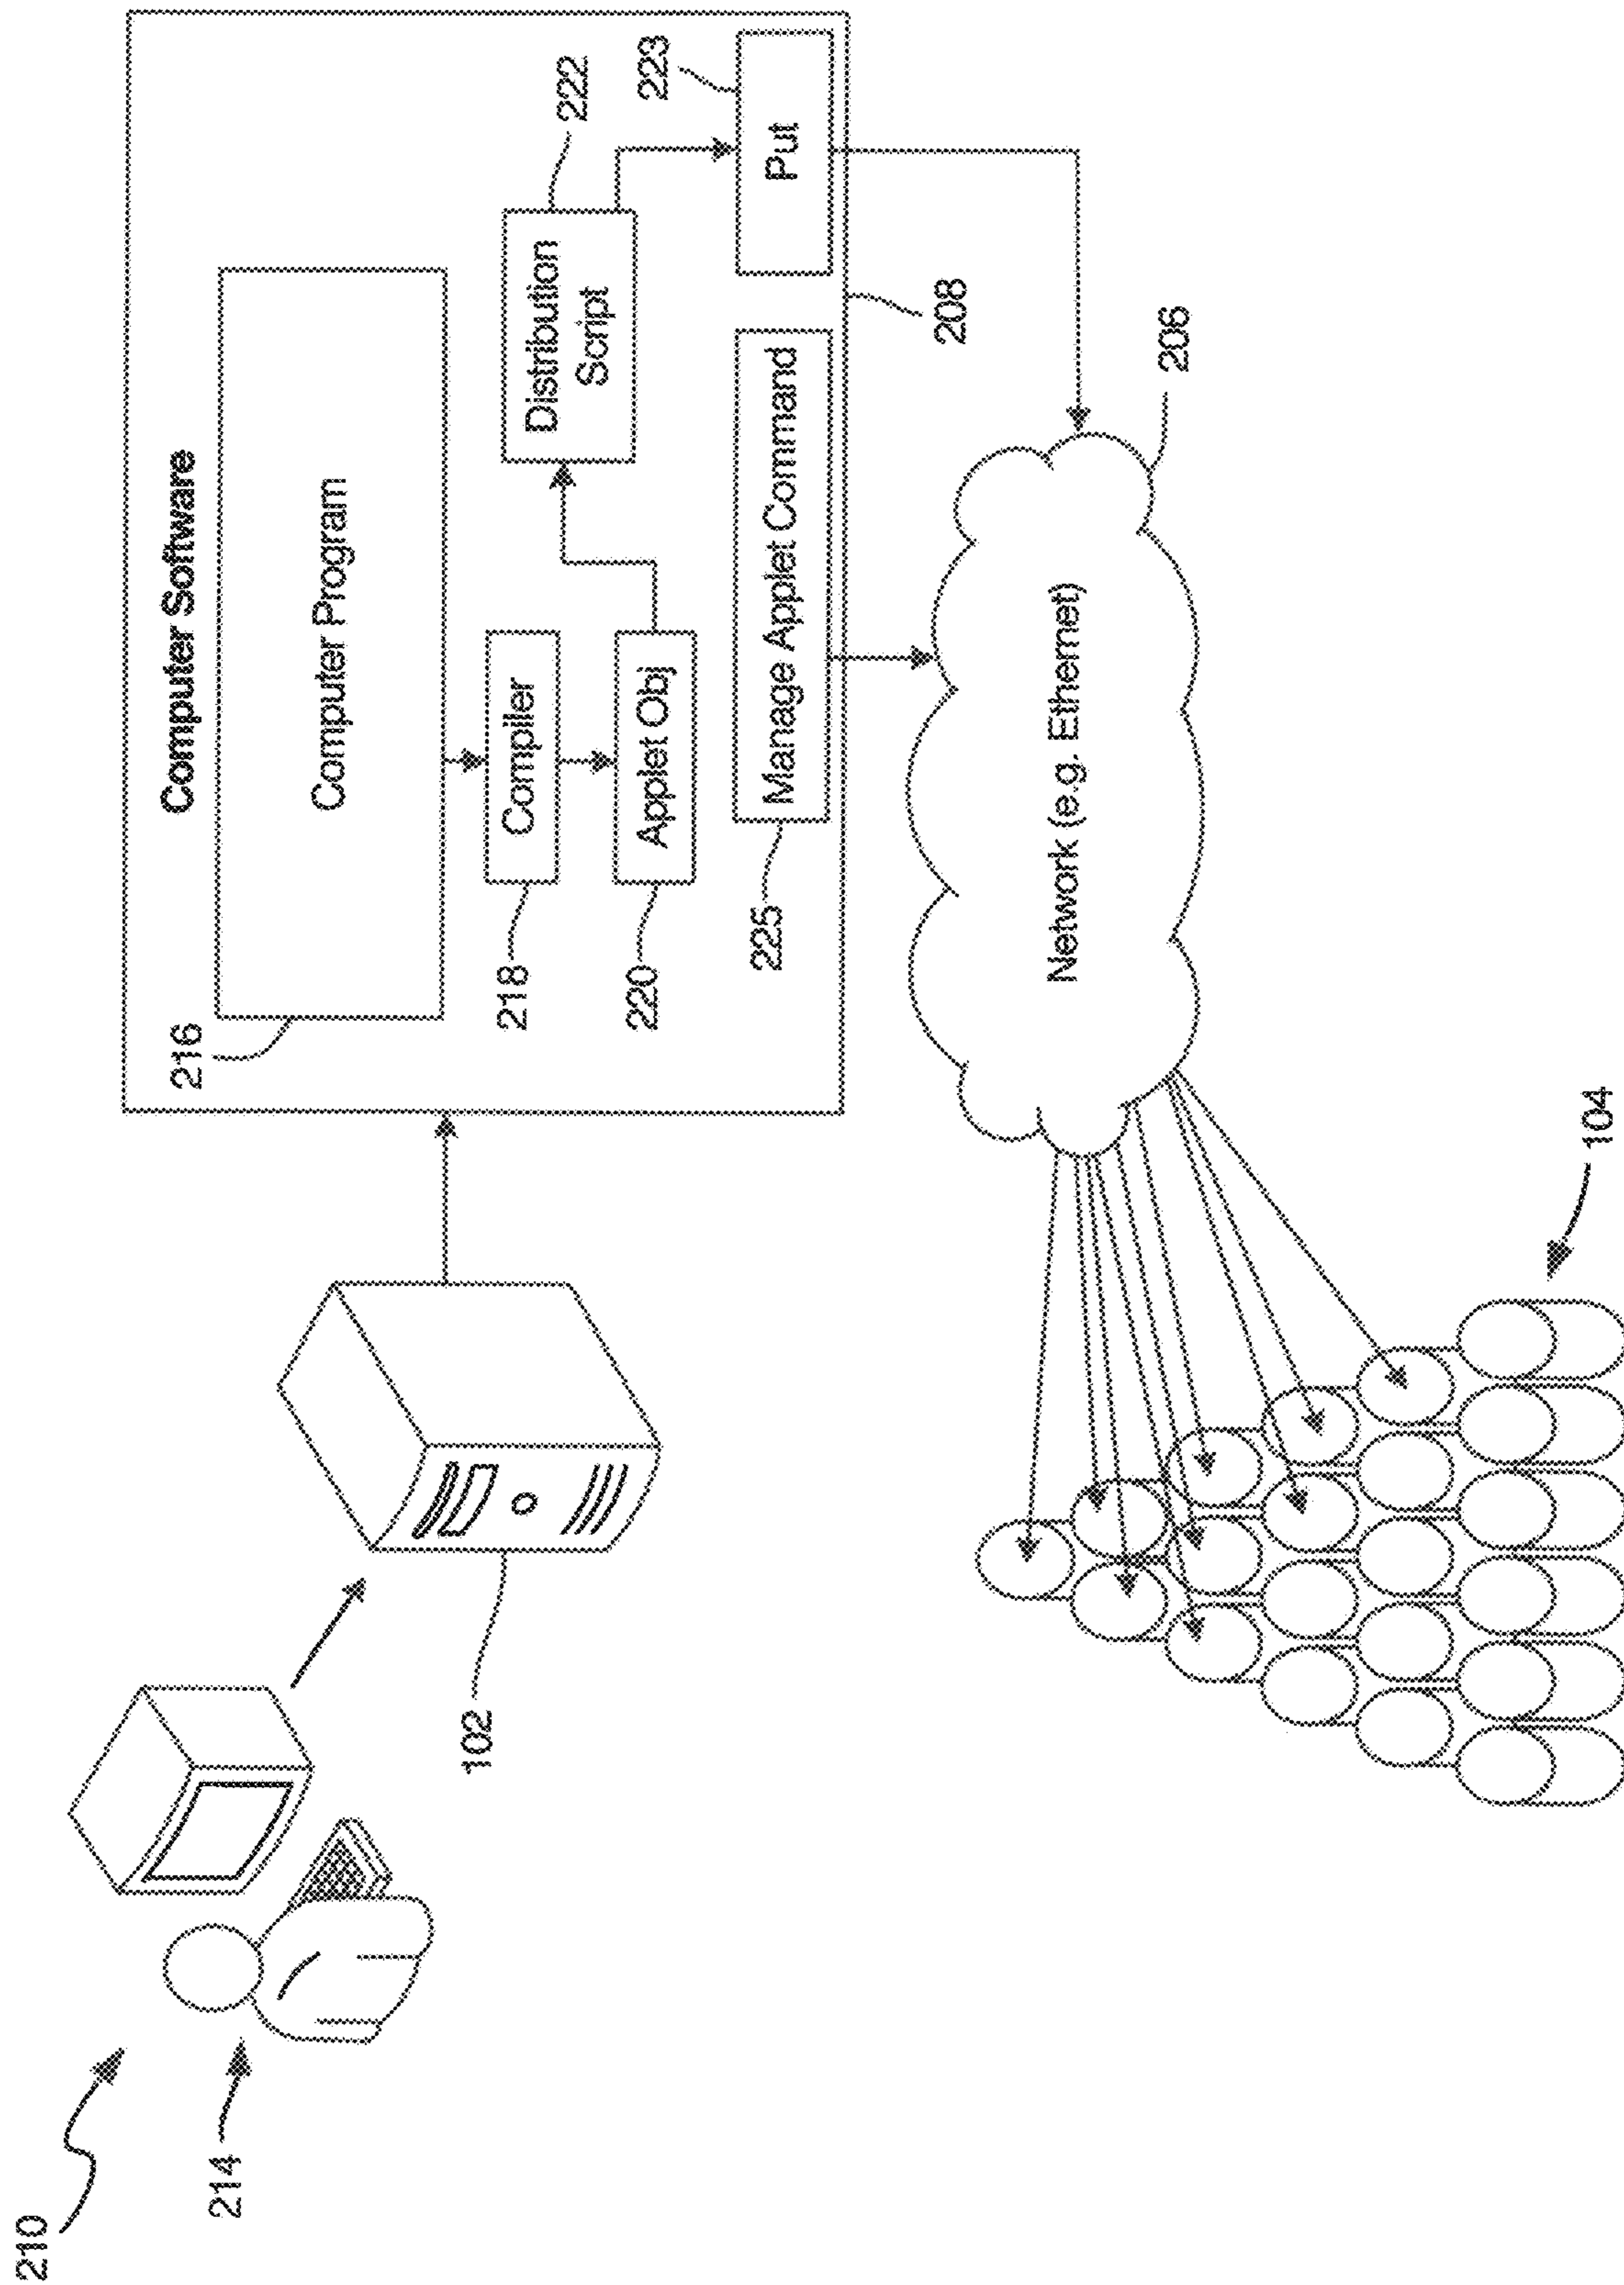 210
214
102
Computer Software
216
Computer Program
218
Compiler
220
Applet Obj
Distribution
Script
222
225
Manage Applet Command
Put
223
208
Network (e.g. Ethernet)
206
104